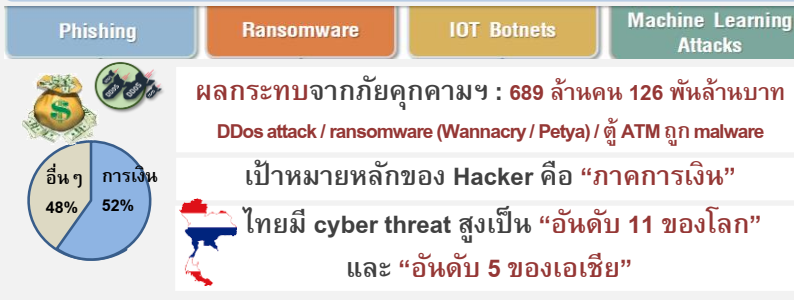 Phishing
Ransomware
IOT Botnets
Machine Learning
Attacks
ผลกระทบจากภัยคุกคามฯ : 689 ล้านคน 126 พันล้านบาท
DDos attack / ransomware (Wannacry / Petya) / ตู้ ATM ถูก malware
อื่น ๆ
48%
การเงิน
52%
เป้าหมายหลักของ Hacker คือ “ภาคการเงิน”
ไทยมี cyber threat สูงเป็น “อันดับ 11 ของโลก”
และ “อันดับ 5 ของเอเชีย”